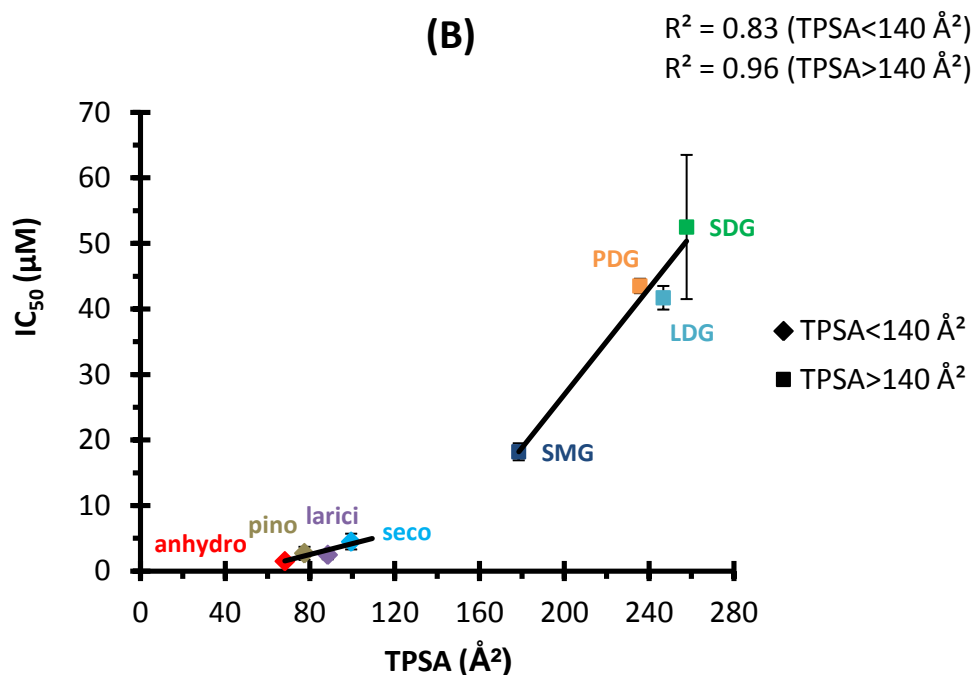 (B)
R² = 0.83 (TPSA<140 Å²)
R² = 0.96 (TPSA>140 Å²)
70
60
50
40
30
20
10
0
IC₅₀ (µM)
SDG
PDG
LDG
SMG
larici
pino
seco
anhydro
TPSA<140 Å²
TPSA>140 Å²
0 40 80 120 160 200 240 280
TPSA (Å²)